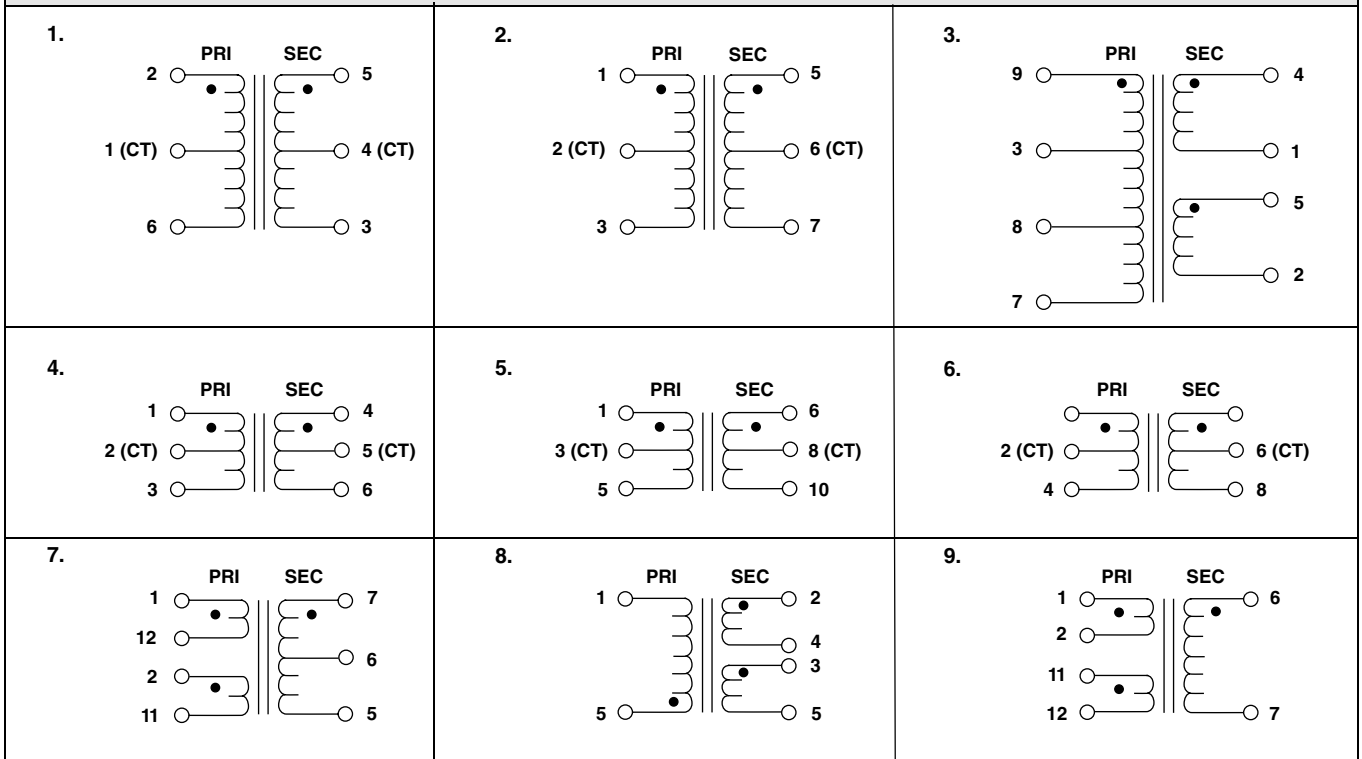 1.
PRI SEC
2 5
1 (CT) 4 (CT)
6 3
2.
PRI SEC
1 5
2 (CT) 6 (CT)
3 7
3.
PRI SEC
9 4
3 1
8 5
7 2
4.
PRI SEC
1 4
2 (CT) 5 (CT)
3 6
5.
PRI SEC
1 6
3 (CT) 8 (CT)
5 10
6.
PRI SEC
2 (CT) 6 (CT)
4 8
7.
PRI SEC
1 7
12
6
2
11 5
8.
PRI SEC
1 2
4
3
5 5
9.
PRI SEC
1 6
2
11
12 7